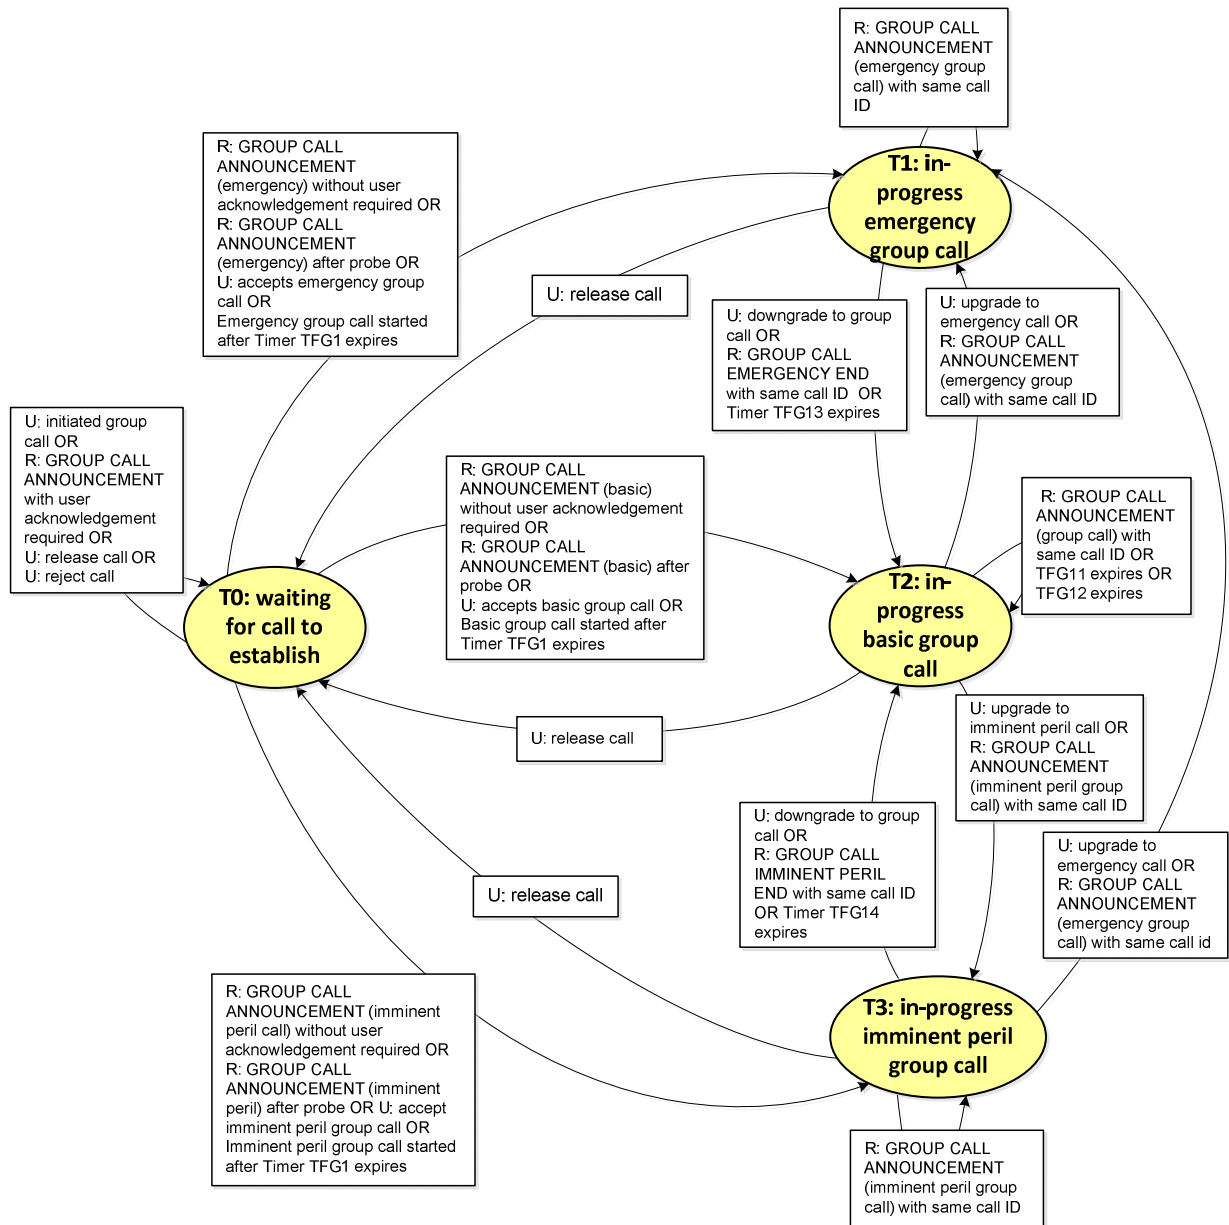 R: GROUP CALL
ANNOUNCEMENT
(emergency group
call) with same call
ID
R: GROUP CALL
ANNOUNCEMENT
(emergency) without user
acknowledgement required OR
R: GROUP CALL
ANNOUNCEMENT
(emergency) after probe OR
U: accepts emergency group
call OR
Emergency group call started
after Timer TFG1 expires
T1: in-
progress
emergency
group call
U: release call
U: downgrade to group
call OR
R: GROUP CALL
EMERGENCY END
with same call ID OR
Timer TFG13 expires
U: upgrade to
emergency call OR
R: GROUP CALL
ANNOUNCEMENT
(emergency group
call) with same call ID
U: initiated group
call OR
R: GROUP CALL
ANNOUNCEMENT
with user
acknowledgement
required OR
U: release call OR
U: reject call
R: GROUP CALL
ANNOUNCEMENT (basic)
without user acknowledgement
required OR
R: GROUP CALL
ANNOUNCEMENT (basic) after
probe OR
U: accepts basic group call OR
Basic group call started after
Timer TFG1 expires
R: GROUP CALL
ANNOUNCEMENT
(group call) with
same call ID OR
TFG11 expires OR
TFG12 expires
T0: waiting
for call to
establish
T2: in-
progress
basic group
call
U: release call
U: upgrade to
imminent peril call OR
R: GROUP CALL
ANNOUNCEMENT
(imminent peril group
call) with same call ID
U: downgrade to group
call OR
R: GROUP CALL
IMMINENT PERIL
END with same call ID
OR Timer TFG14
expires
U: upgrade to
emergency call OR
R: GROUP CALL
ANNOUNCEMENT
(emergency group
call) with same call id
U: release call
R: GROUP CALL
ANNOUNCEMENT (imminent
peril call) without user
acknowledgement required OR
R: GROUP CALL
ANNOUNCEMENT (imminent
peril) after probe OR U: accept
imminent peril group call OR
Imminent peril group call started
after Timer TFG1 expires
T3: in-progress
imminent peril
group call
R: GROUP CALL
ANNOUNCEMENT
(imminent peril group
call) with same call ID